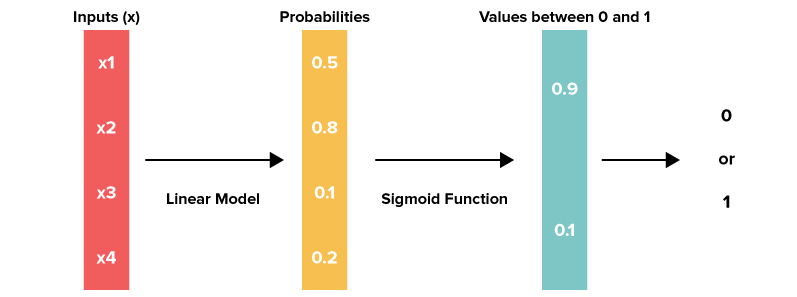 Inputs (x)
x1
x2
x3
x4
Linear Model
Probabilities
0.5
0.8
0.1
0.2
Sigmoid Function
Values between 0 and 1
0.9
0.1
0
or
1